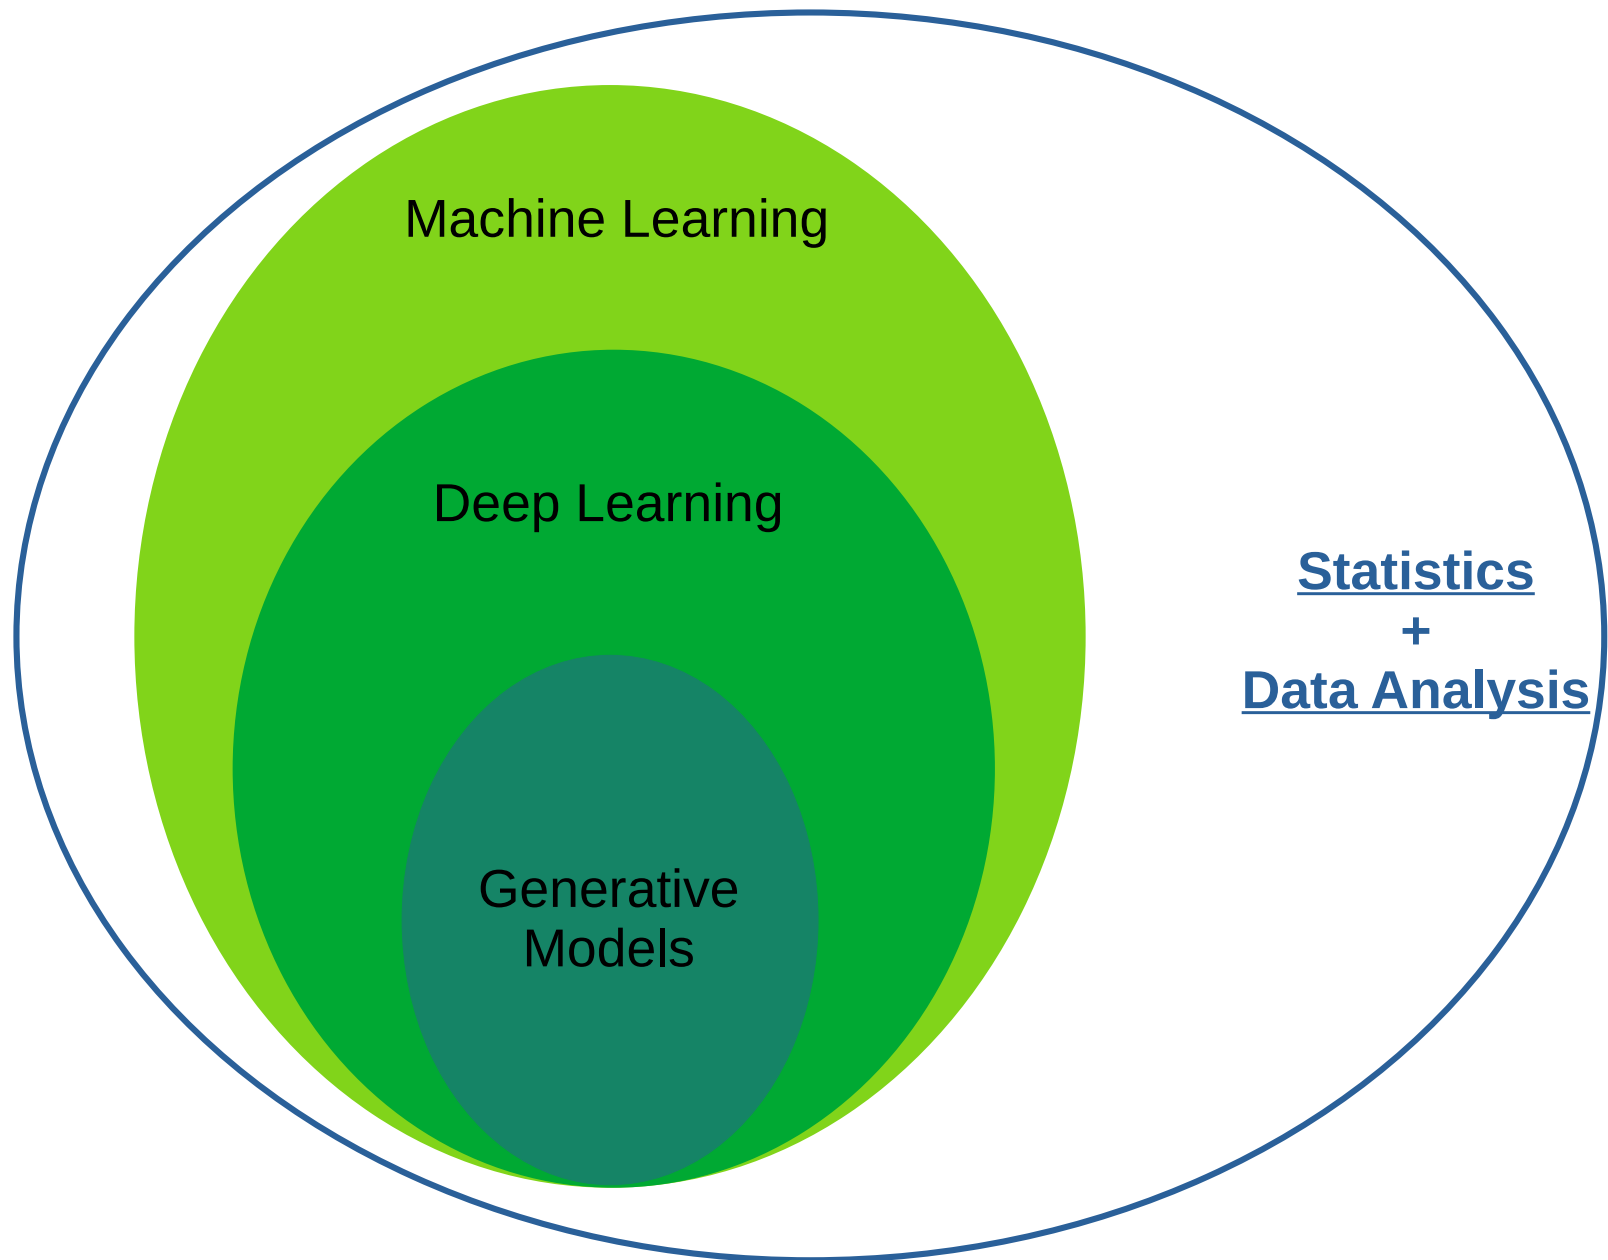 Machine Learning
Deep Learning
Statistics
+
Data Analysis
Generative
Models